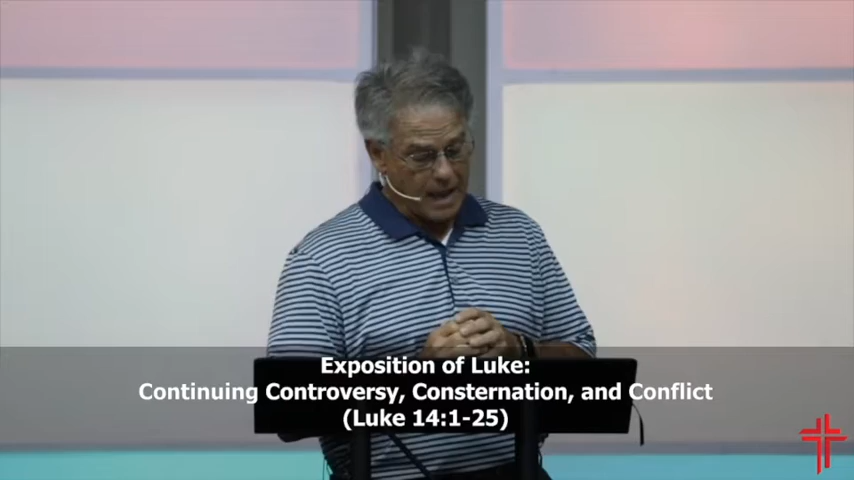 Exposition of Luke:
Continuing Controversy, Consternation, and Conflict
(Luke 14:1-25)